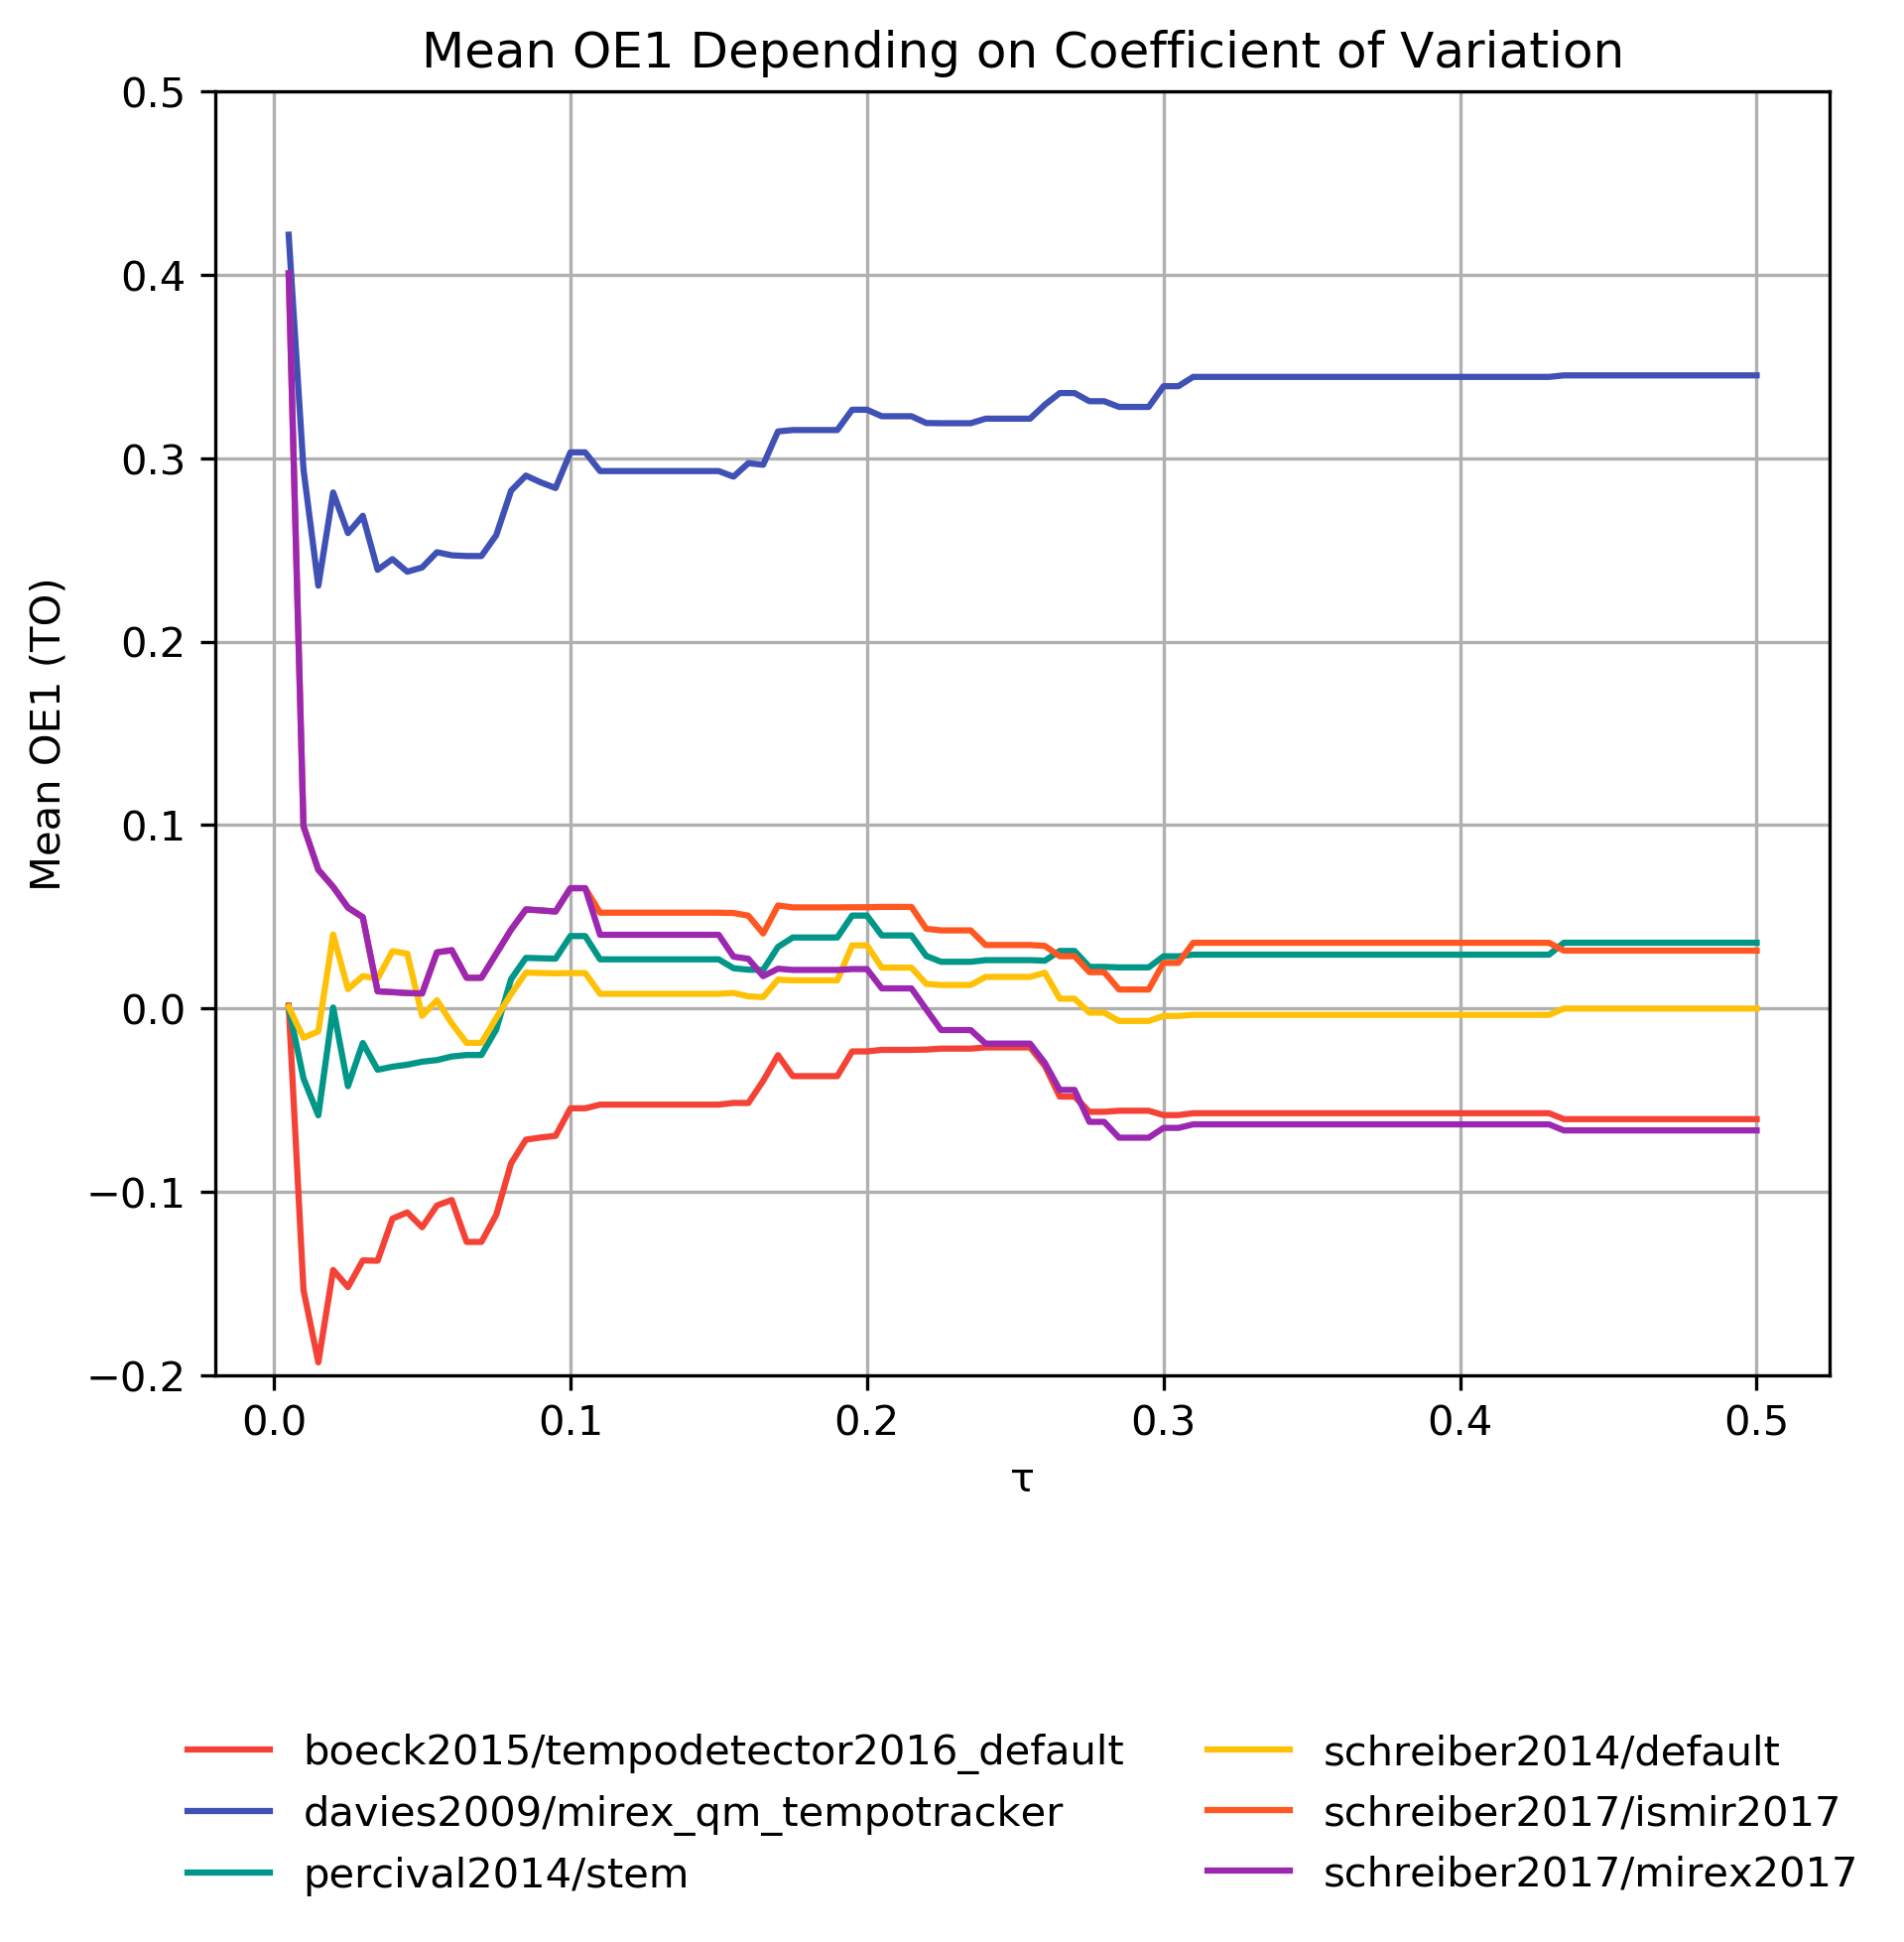 Mean OE1 Depending on Coefficient of Variation
0.5
0.4
0.3
0.2
0.1
0.0
−0.1
−0.2
Mean OE1 (TO)
0.0 0.1 0.2 0.3 0.4 0.5
τ
boeck2015/tempodetector2016_default
davies2009/mirex_qm_tempotracker
percival2014/stem
schreiber2014/default
schreiber2017/ismir2017
schreiber2017/mirex2017